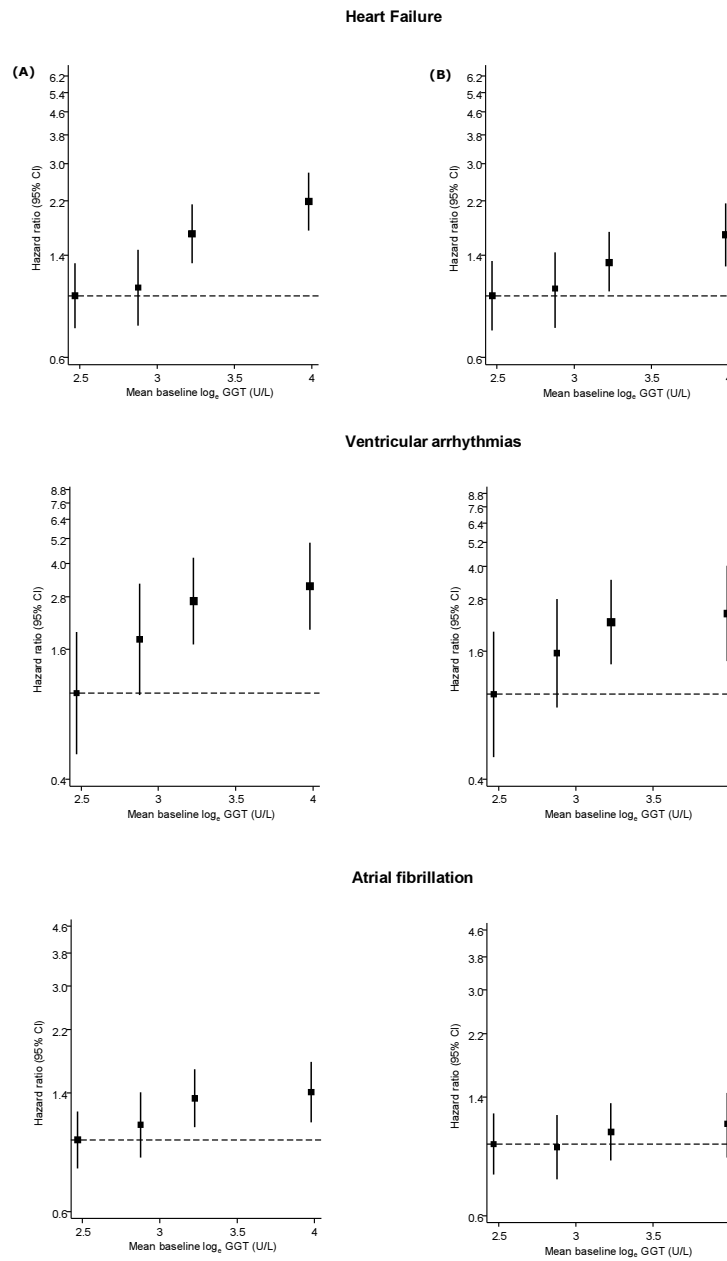 Heart Failure
(A)
6.2
5.4
4.6
3.8
3.0
2.2
1.4
0.6
Hazard ratio (95% CI)
2.5 3 3.5 4
Mean baseline logₑ GGT (U/L)
(B)
6.2
5.4
4.6
3.8
3.0
2.2
1.4
0.6
Hazard ratio (95% CI)
2.5 3 3.5
Mean baseline logₑ GGT (U/L)
Ventricular arrhythmias
8.8
7.6
6.4
5.2
4.0
2.8
1.6
0.4
Hazard ratio (95% CI)
2.5 3 3.5 4
Mean baseline logₑ GGT (U/L)
8.8
7.6
6.4
5.2
4.0
2.8
1.6
0.4
Hazard ratio (95% CI)
2.5 3 3.5
Mean baseline logₑ GGT (U/L)
Atrial fibrillation
4.6
3.8
3.0
2.2
1.4
0.6
Hazard ratio (95% CI)
2.5 3 3.5 4
Mean baseline logₑ GGT (U/L)
4.6
3.8
3.0
2.2
1.4
0.6
Hazard ratio (95% CI)
2.5 3 3.5
Mean baseline logₑ GGT (U/L)